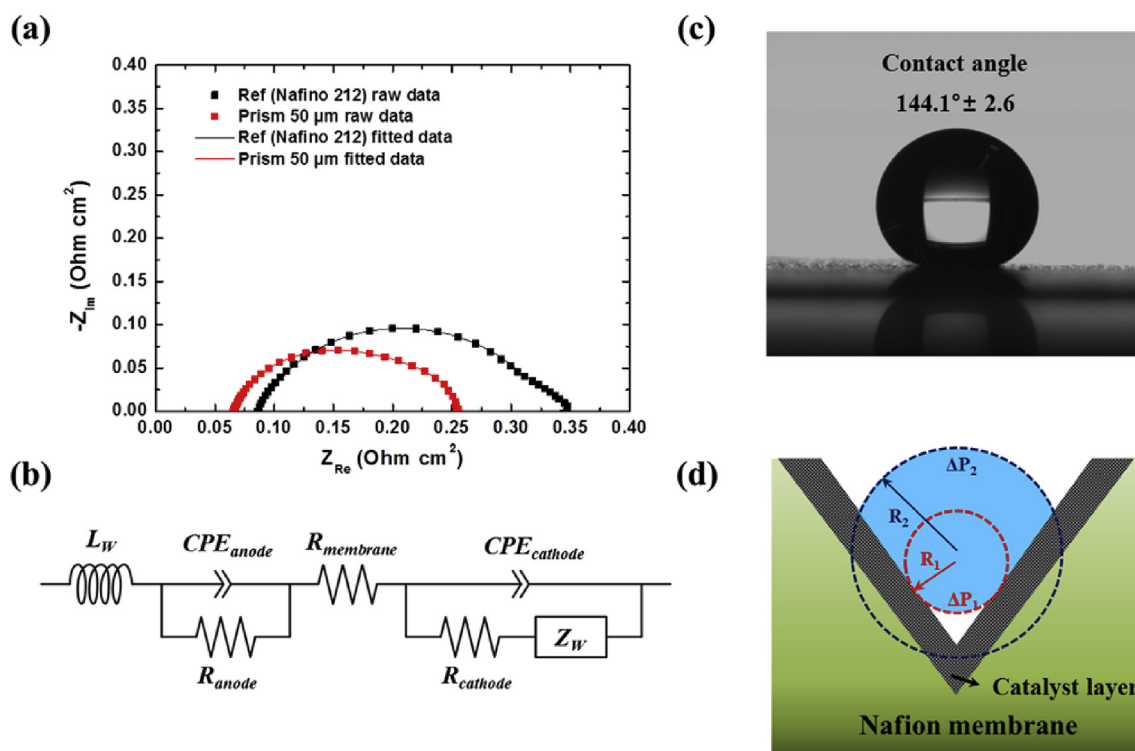 (a)
0.40
0.35
0.30
0.25
0.20
0.15
0.10
0.05
0.00
-Z_Im (Ohm cm²)
Ref (Nafino 212) raw data
Prism 50 μm raw data
Ref (Nafino 212) fitted data
Prism 50 μm fitted data
0.00 0.05 0.10 0.15 0.20 0.25 0.30 0.35 0.40
Z_Re (Ohm cm²)
(b)
L_W
CPE_anode
R_membrane
CPE_cathode
R_anode
R_cathode
Z_W
(c)
Contact angle
144.1° ± 2.6
(d)
ΔP₂
R₂
R₁
ΔP₁
Catalyst layer
Nafion membrane